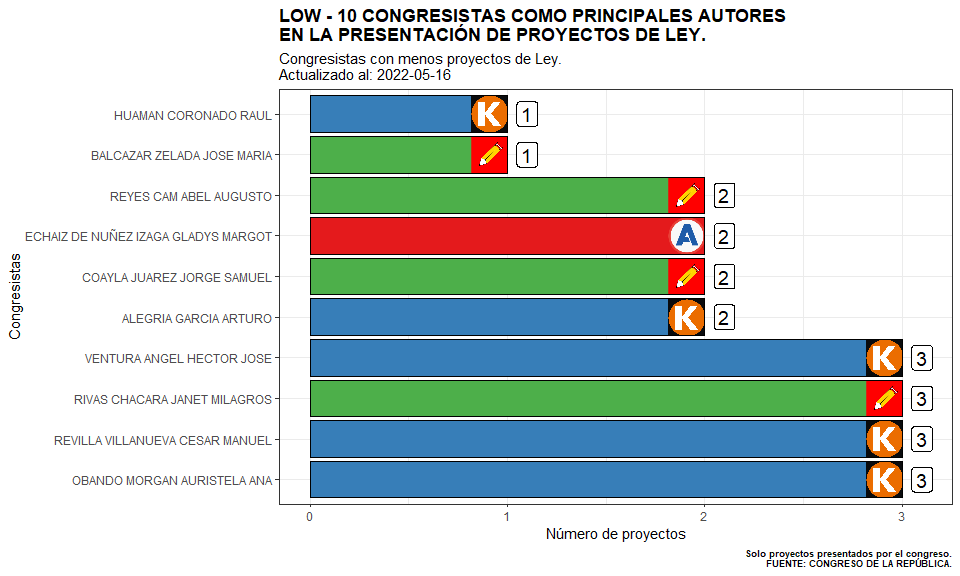 LOW - 10 CONGRESISTAS COMO PRINCIPALES AUTORES
EN LA PRESENTACIÓN DE PROYECTOS DE LEY.
Congresistas con menos proyectos de Ley.
Actualizado al: 2022-05-16
Congresistas
HUAMAN CORONADO RAUL K 1
BALCAZAR ZELADA JOSE MARIA 1
REYES CAM ABEL AUGUSTO 2
ECHAIZ DE NUÑEZ IZAGA GLADYS MARGOT A 2
COAYLA JUAREZ JORGE SAMUEL 2
ALEGRIA GARCIA ARTURO K 2
VENTURA ANGEL HECTOR JOSE K 3
RIVAS CHACARA JANET MILAGROS 3
REVILLA VILLANUEVA CESAR MANUEL K 3
OBANDO MORGAN AURISTELA ANA K 3
0 1 2 3
Número de proyectos
Solo proyectos presentados por el congreso.
FUENTE: CONGRESO DE LA REPÚBLICA.